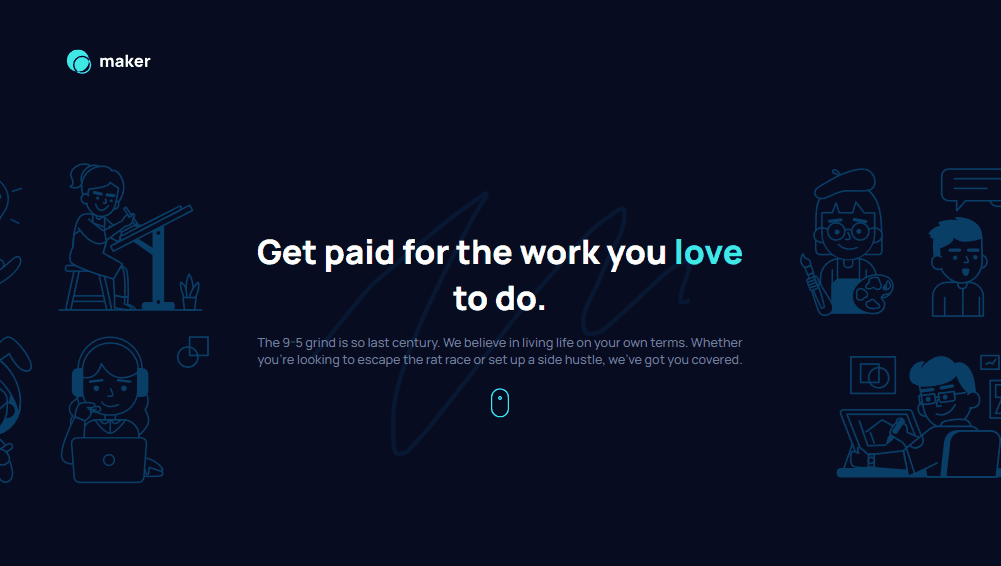 maker
Get paid for the work you love
to do.
The 9-5 grind is so last century. We believe in living life on your own terms. Whether
you're looking to escape the rat race or set up a side hustle, we've got you covered.